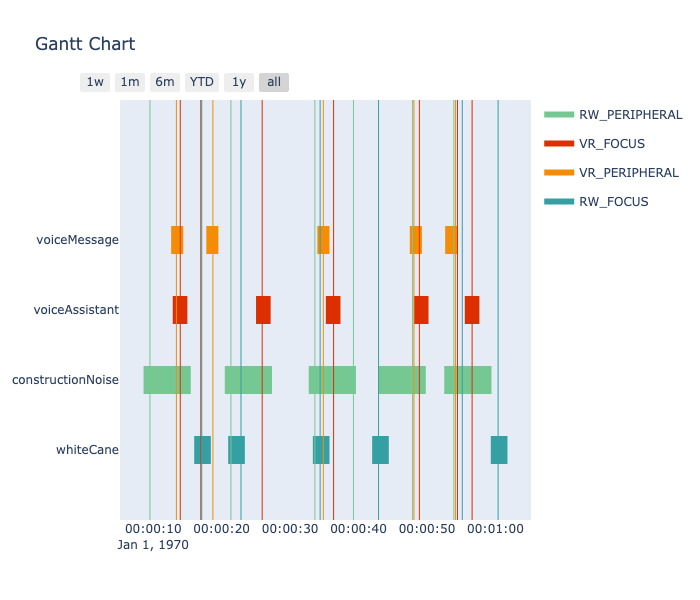 Gantt Chart
1w 1m 6m YTD 1y all
RW_PERIPHERAL
VR_FOCUS
VR_PERIPHERAL
RW_FOCUS
voiceMessage
voiceAssistant
constructionNoise
whiteCane
00:00:10 00:00:20 00:00:30 00:00:40 00:00:50 00:01:00
Jan 1, 1970